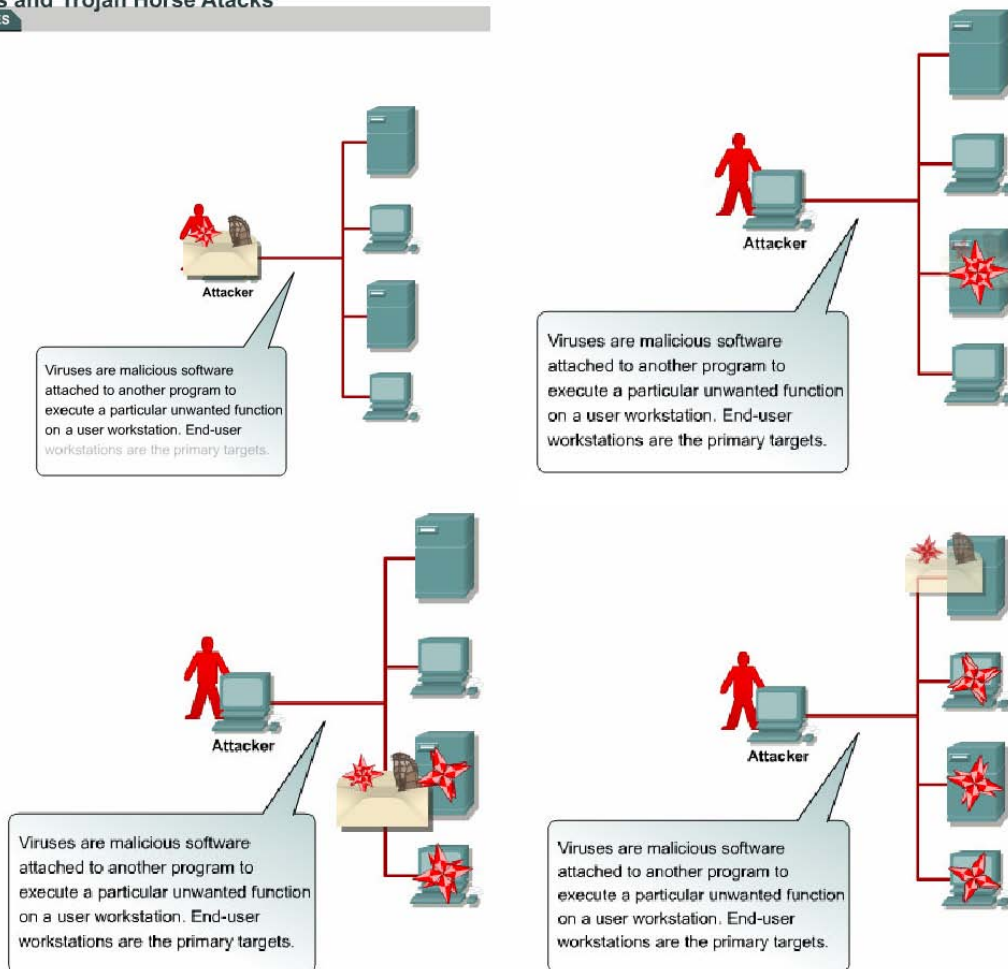 and Trojan Horse Atacks
Attacker
Viruses are malicious software
attached to another program to
execute a particular unwanted function
on a user workstation. End-user
workstations are the primary targets.
Attacker
Viruses are malicious software
attached to another program to
execute a particular unwanted function
on a user workstation. End-user
workstations are the primary targets.
Attacker
Viruses are malicious software
attached to another program to
execute a particular unwanted function
on a user workstation. End-user
workstations are the primary targets.
Attacker
Viruses are malicious software
attached to another program to
execute a particular unwanted function
on a user workstation. End-user
workstations are the primary targets.